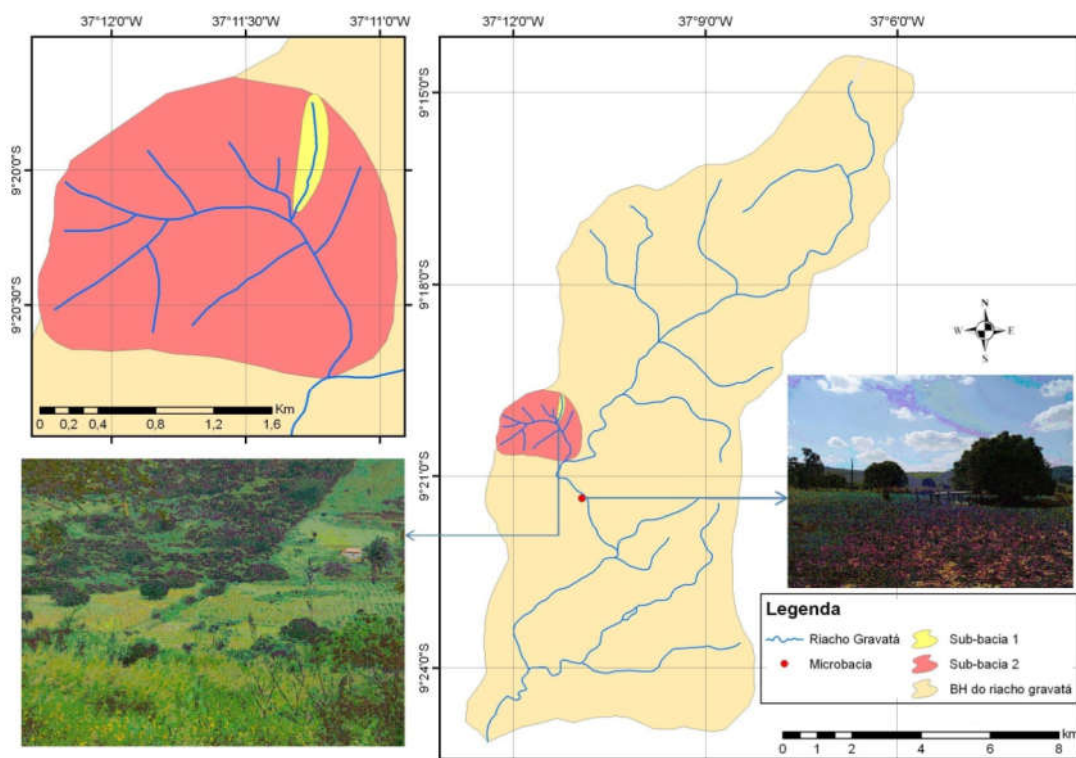 37°12'0"W 37°11'30"W 37°11'0"W
9°20'0"S
9°20'30"S
Km
0 0,2 0,4 0,8 1,2 1,6
37°12'0"W 37°9'0"W 37°6'0"W
9°15'0"S
9°18'0"S
9°21'0"S
9°24'0"S
N
W E
S
Legenda
Riacho Gravatá
Microbacia
Sub-bacia 1
Sub-bacia 2
BH do riacho gravatá
km
0 1 2 4 6 8